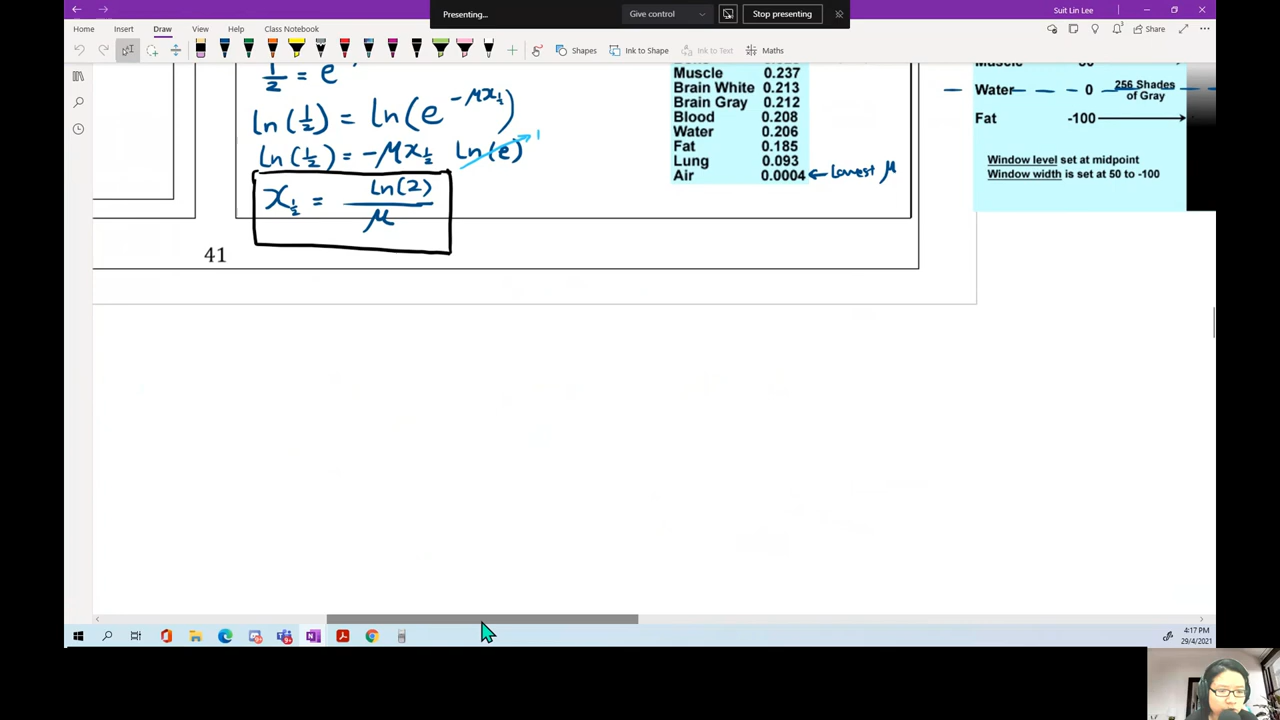 Suit Lin Lee
Presenting...
Give control
Stop presenting
Home Insert Draw View Help Class Notebook
Share
Shapes
Ink to Shape
Ink to Text
Maths
1/2 = e
ln(1/2) = ln(e^-μx1/2)
ln(1/2) = -μx1/2 ln(e) 1
x1/2 = ln(2)/μ
41
Muscle 0.237
Brain White 0.213
Brain Gray 0.212
Blood 0.208
Water 0.206
Fat 0.185
Lung 0.093
Air 0.0004 ← Lowest μ
Water 0 256 Shades
of Gray
Fat -100
Window level set at midpoint
Window width is set at 50 to -100
4:17 PM
29/4/2021